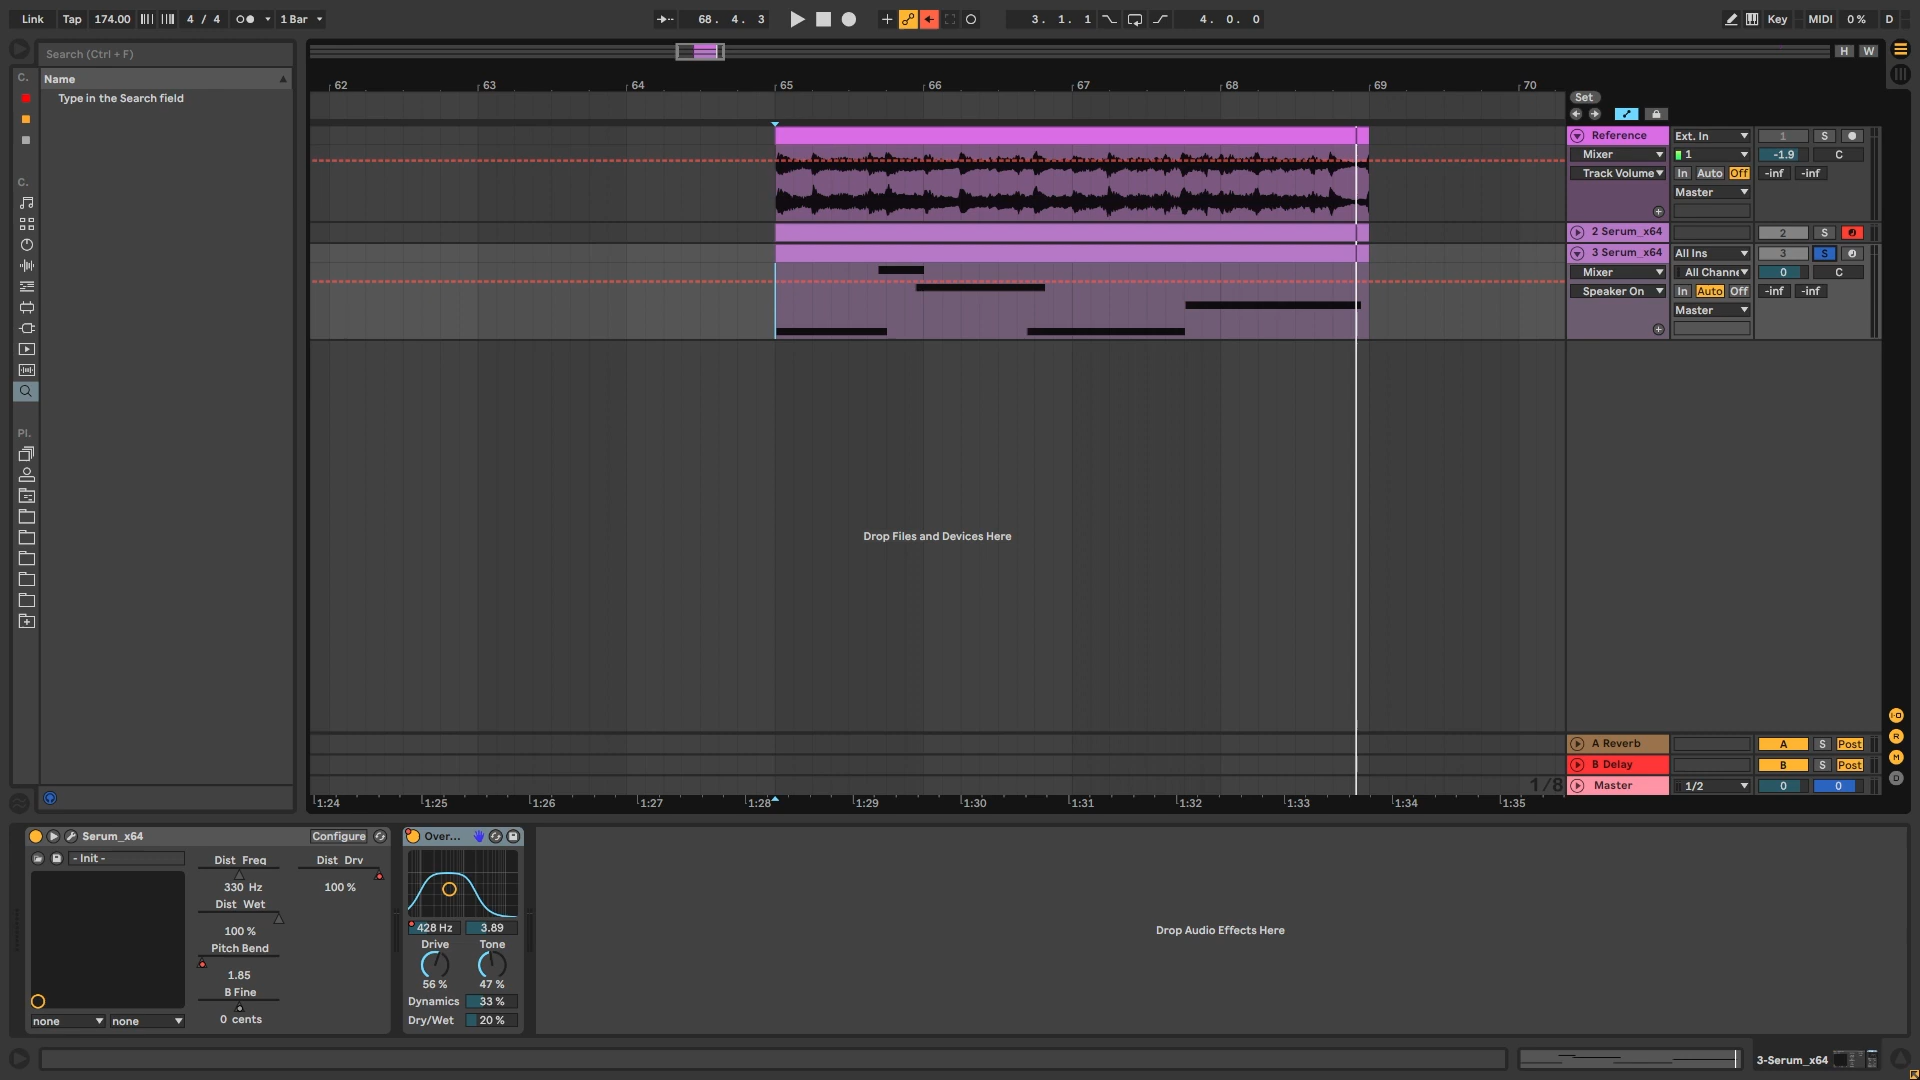 Link Tap 174.00 4 / 4 1 Bar 68. 4. 3 3. 1. 1 4. 0. 0 Key MIDI 0 % D
Search (Ctrl + F)
H W
C. Name
Type in the Search field
62 63 64 65 66 67 68 69 70
Set
Reference Ext. In 1 S
Mixer 1 -1.9 C
Track Volume In Auto Off -inf -inf
Master
C.
2 Serum_x64 2 S
3 Serum_x64 All Ins 3 S
Mixer All Channe 0 C
Speaker On In Auto Off -inf -inf
Master
Pl.
Drop Files and Devices Here
I·O
R
M
D
A Reverb A S Post
B Delay B S Post
1/8 Master 1/2 0 0
1:24 1:25 1:26 1:27 1:28 1:29 1:30 1:31 1:32 1:33 1:34 1:35
Serum_x64 Configure Over...
- Init -
Dist Freq Dist Drv
330 Hz 100 %
Dist Wet
100 %
Pitch Bend
1.85
B Fine
0 cents
none none
428 Hz 3.89
Drive Tone
56 % 47 %
Dynamics 33 %
Dry/Wet 20 %
Drop Audio Effects Here
3-Serum_x64